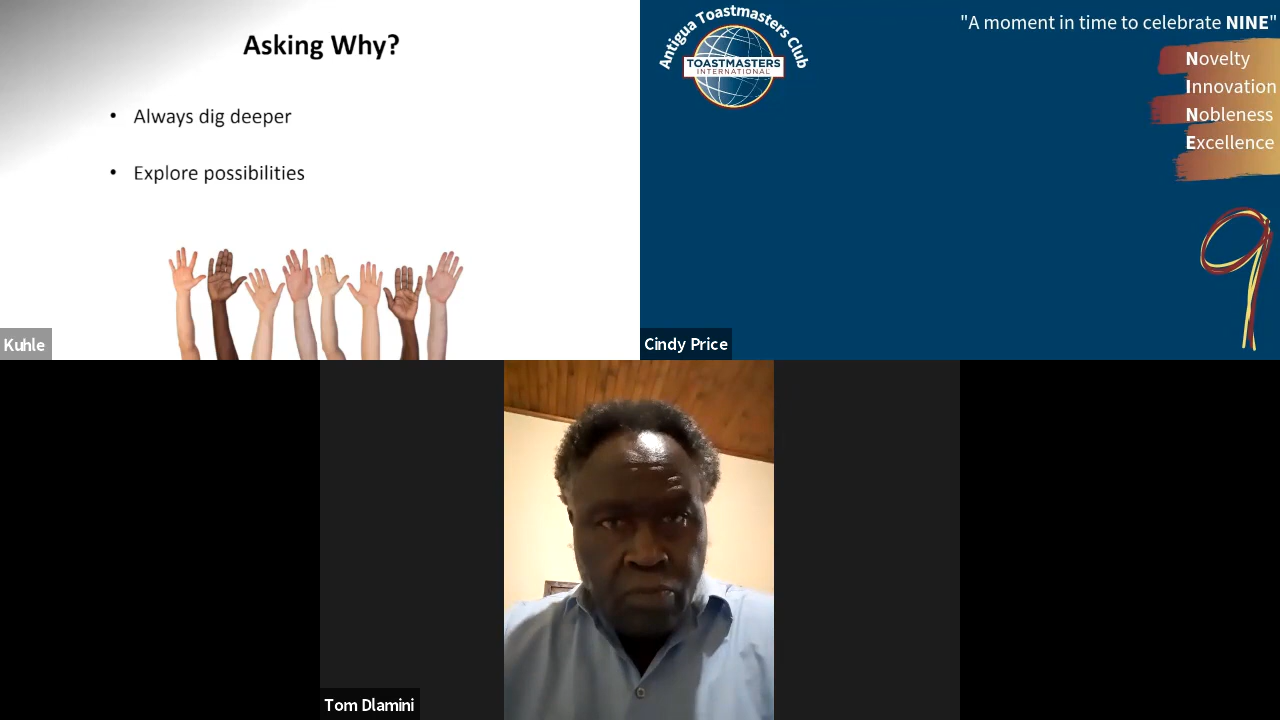 Asking Why?
• Always dig deeper
• Explore possibilities
Kuhle
Antigua Toastmasters Club
TOASTMASTERS
INTERNATIONAL
"A moment in time to celebrate NINE"
Novelty
Innovation
Nobleness
Excellence
9
Cindy Price
Tom Dlamini